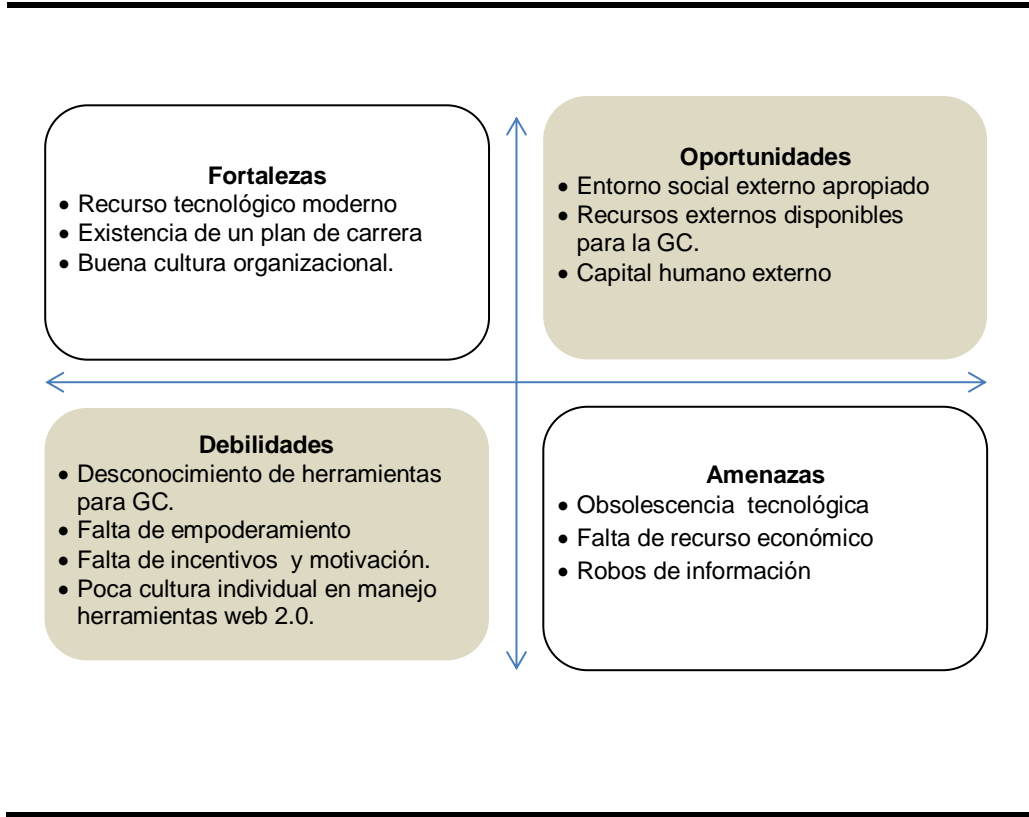 Fortalezas
• Recurso tecnológico moderno
• Existencia de un plan de carrera
• Buena cultura organizacional.
Oportunidades
• Entorno social externo apropiado
• Recursos externos disponibles
para la GC.
• Capital humano externo
Debilidades
• Desconocimiento de herramientas
para GC.
• Falta de empoderamiento
• Falta de incentivos y motivación.
• Poca cultura individual en manejo
herramientas web 2.0.
Amenazas
• Obsolescencia tecnológica
• Falta de recurso económico
• Robos de información